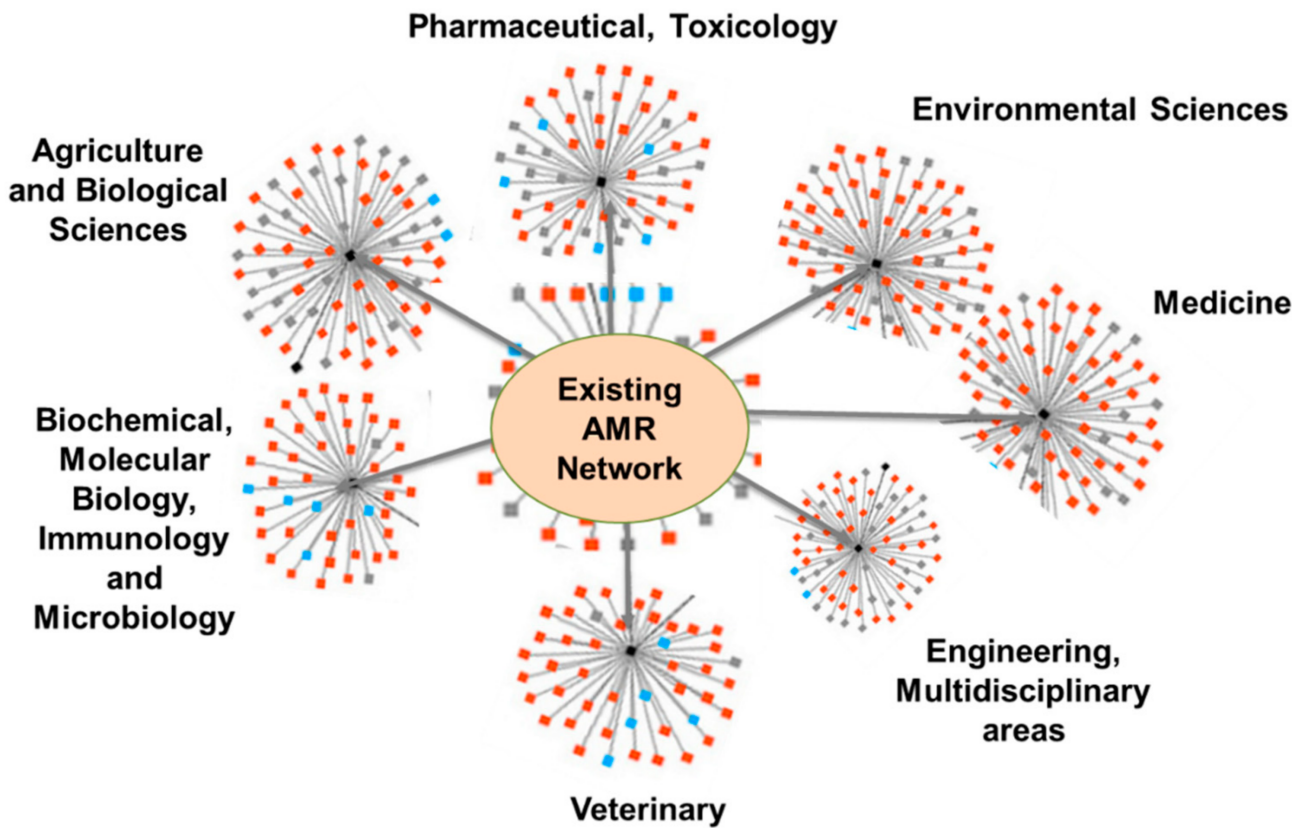 Pharmaceutical, Toxicology
Environmental Sciences
Agriculture
and Biological
Sciences
Medicine
Existing
AMR
Network
Biochemical,
Molecular
Biology,
Immunology
and
Microbiology
Engineering,
Multidisciplinary
areas
Veterinary